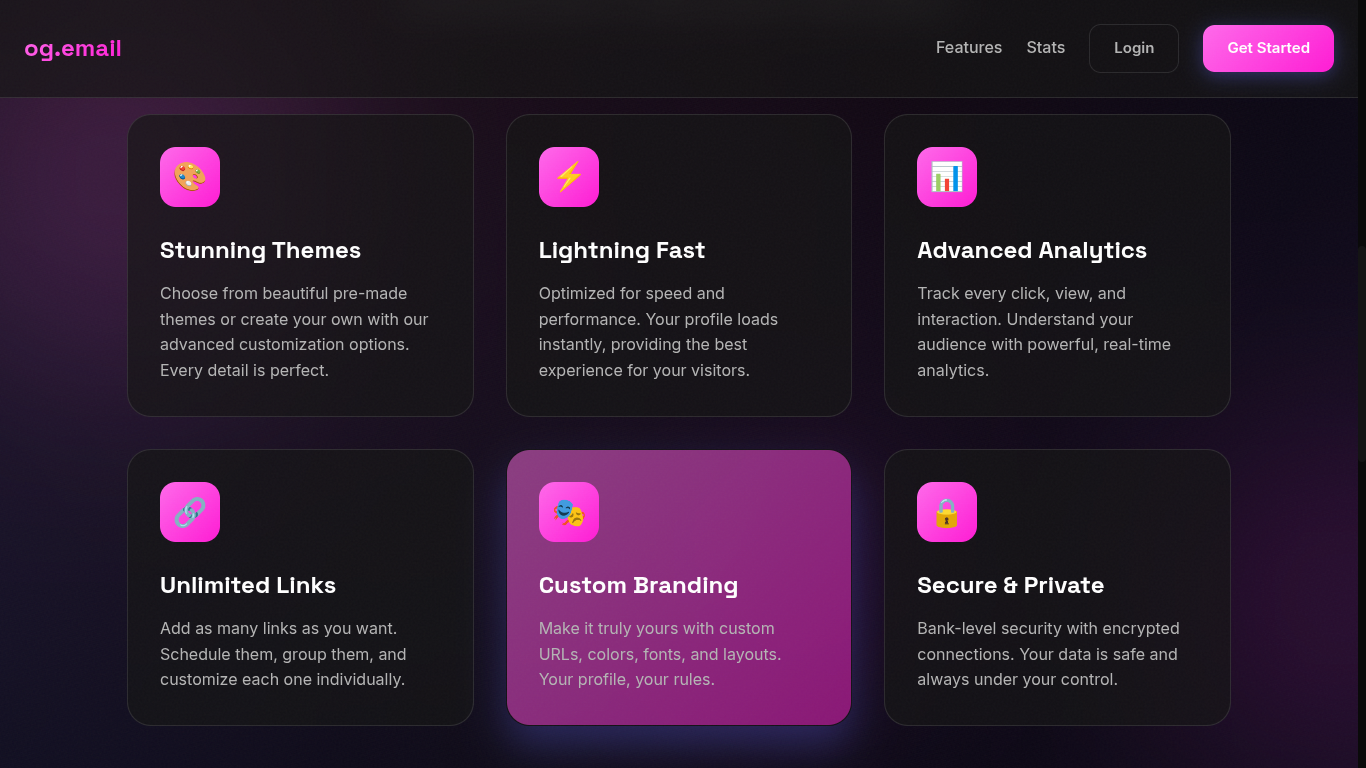 og.email
Features
Stats
Login
Get Started
Stunning Themes
Choose from beautiful pre-made
themes or create your own with our
advanced customization options.
Every detail is perfect.
Lightning Fast
Optimized for speed and
performance. Your profile loads
instantly, providing the best
experience for your visitors.
Advanced Analytics
Track every click, view, and
interaction. Understand your
audience with powerful, real-time
analytics.
Unlimited Links
Add as many links as you want.
Schedule them, group them, and
customize each one individually.
Custom Branding
Make it truly yours with custom
URLs, colors, fonts, and layouts.
Your profile, your rules.
Secure & Private
Bank-level security with encrypted
connections. Your data is safe and
always under your control.